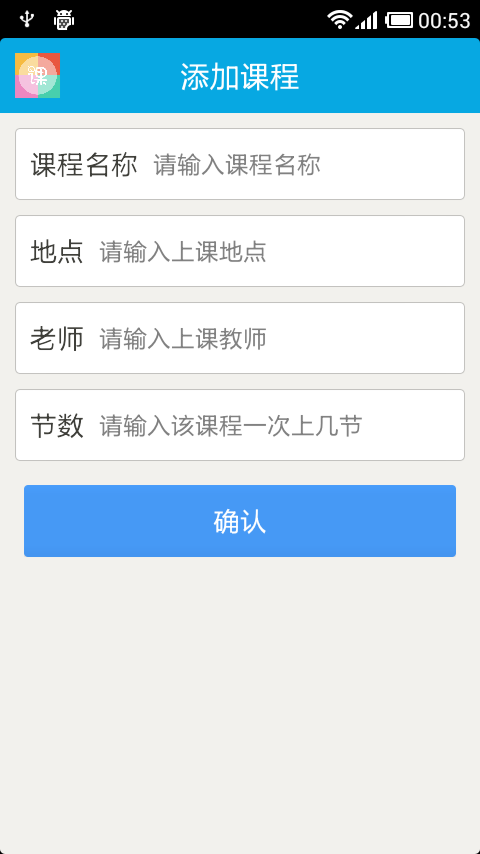 00:53
课
添加课程
课程名称 请输入课程名称
地点 请输入上课地点
老师 请输入上课教师
节数 请输入该课程一次上几节
确认